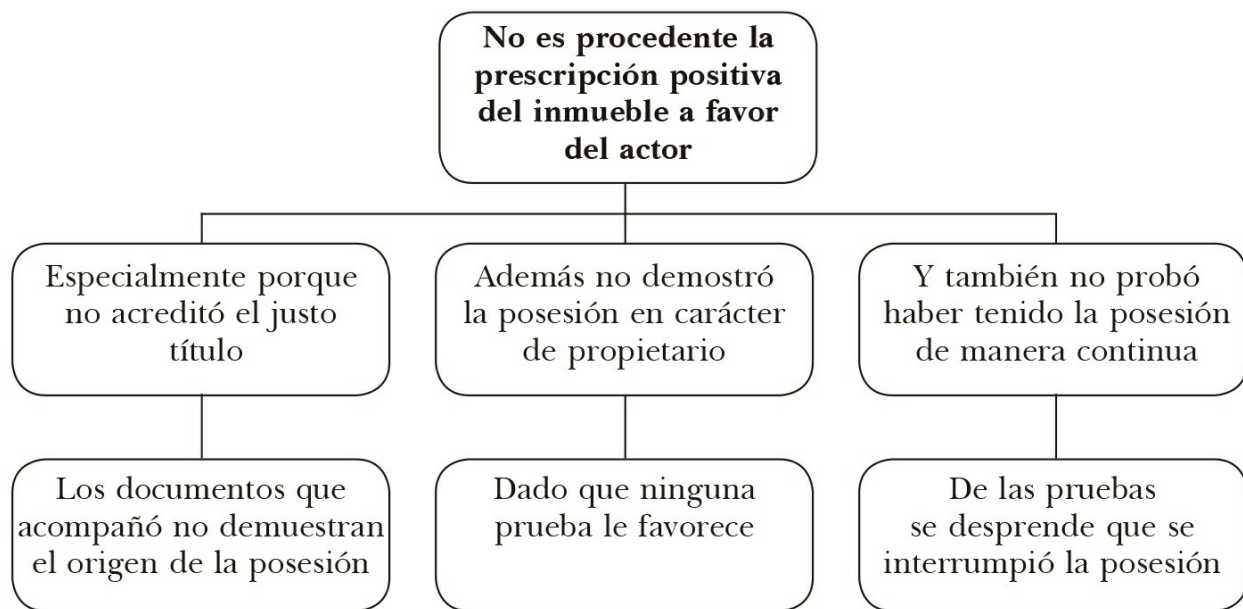 No es procedente la
prescripción positiva
del inmueble a favor
del actor
Especialmente porque
no acreditó el justo
título
Además no demostró
la posesión en carácter
de propietario
Y también no probó
haber tenido la posesión
de manera continua
Los documentos que
acompañó no demuestran
el origen de la posesión
Dado que ninguna
prueba le favorece
De las pruebas
se desprende que se
interrumpió la posesión